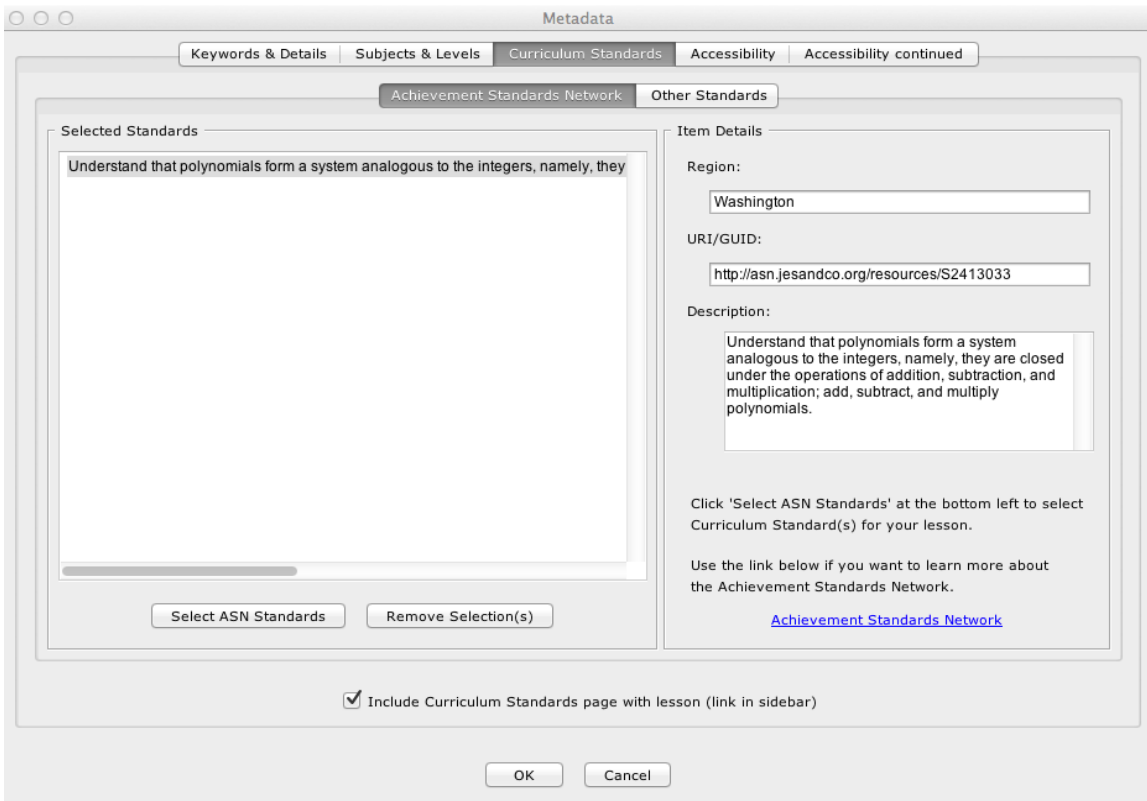 Metadata
Keywords & Details
Subjects & Levels
Curriculum Standards
Accessibility
Accessibility continued
Achievement Standards Network
Other Standards
Selected Standards
Understand that polynomials form a system analogous to the integers, namely, they
Select ASN Standards
Remove Selection(s)
Item Details
Region:
Washington
URI/GUID:
http://asn.jesandco.org/resources/S2413033
Description:
Understand that polynomials form a system
analogous to the integers, namely, they are closed
under the operations of addition, subtraction, and
multiplication; add, subtract, and multiply
polynomials.
Click 'Select ASN Standards' at the bottom left to select
Curriculum Standard(s) for your lesson.
Use the link below if you want to learn more about
the Achievement Standards Network.
Achievement Standards Network
Include Curriculum Standards page with lesson (link in sidebar)
OK
Cancel